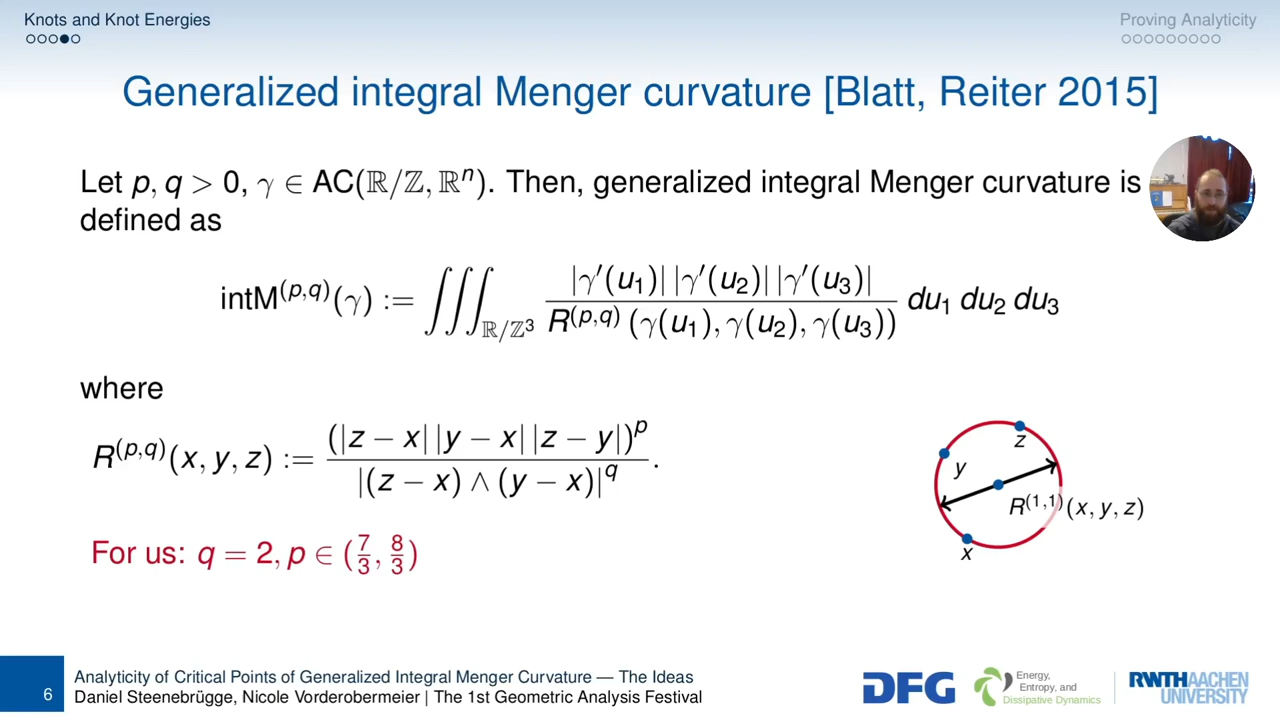 Knots and Knot Energies
Proving Analyticity
Generalized integral Menger curvature [Blatt, Reiter 2015]
Let p, q > 0, γ ∈ AC(ℝ/ℤ, ℝⁿ). Then, generalized integral Menger curvature is
defined as
intM^(p,q)(γ) := ∭_{ℝ/ℤ³} |γ′(u₁)| |γ′(u₂)| |γ′(u₃)| / R^(p,q) (γ(u₁), γ(u₂), γ(u₃)) du₁ du₂ du₃
where
R^(p,q)(x, y, z) := (|z − x| |y − x| |z − y|)^p / |(z − x) ∧ (y − x)|^q .
z
y
R^(1,1)(x, y, z)
x
For us: q = 2, p ∈ (7/3, 8/3)
6
Analyticity of Critical Points of Generalized Integral Menger Curvature — The Ideas
Daniel Steenebrügge, Nicole Vorderobermeier | The 1st Geometric Analysis Festival
DFG
Energy,
Entropy, and
Dissipative Dynamics
RWTH AACHEN
UNIVERSITY